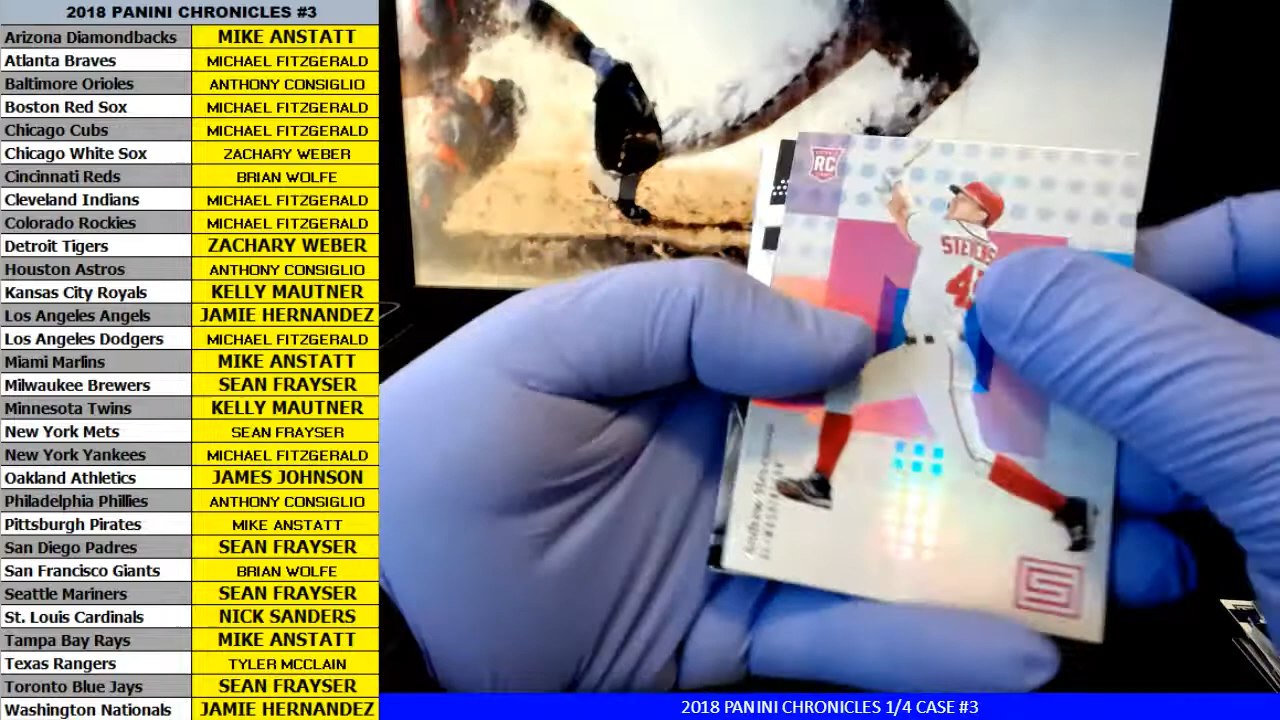 2018 PANINI CHRONICLES #3
Arizona Diamondbacks MIKE ANSTATT
Atlanta Braves MICHAEL FITZGERALD
Baltimore Orioles ANTHONY CONSIGLIO
Boston Red Sox MICHAEL FITZGERALD
Chicago Cubs MICHAEL FITZGERALD
Chicago White Sox ZACHARY WEBER
Cincinnati Reds BRIAN WOLFE
Cleveland Indians MICHAEL FITZGERALD
Colorado Rockies MICHAEL FITZGERALD
Detroit Tigers ZACHARY WEBER
Houston Astros ANTHONY CONSIGLIO
Kansas City Royals KELLY MAUTNER
Los Angeles Angels JAMIE HERNANDEZ
Los Angeles Dodgers MICHAEL FITZGERALD
Miami Marlins MIKE ANSTATT
Milwaukee Brewers SEAN FRAYSER
Minnesota Twins KELLY MAUTNER
New York Mets SEAN FRAYSER
New York Yankees MICHAEL FITZGERALD
Oakland Athletics JAMES JOHNSON
Philadelphia Phillies ANTHONY CONSIGLIO
Pittsburgh Pirates MIKE ANSTATT
San Diego Padres SEAN FRAYSER
San Francisco Giants BRIAN WOLFE
Seattle Mariners SEAN FRAYSER
St. Louis Cardinals NICK SANDERS
Tampa Bay Rays MIKE ANSTATT
Texas Rangers TYLER MCCLAIN
Toronto Blue Jays SEAN FRAYSER
Washington Nationals JAMIE HERNANDEZ
RC
Andrew
2018 PANINI CHRONICLES 1/4 CASE #3